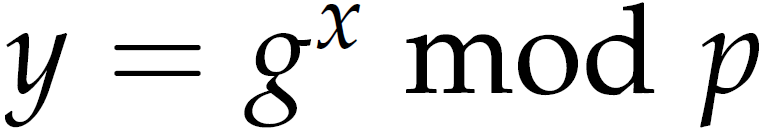 y = g^x mod p